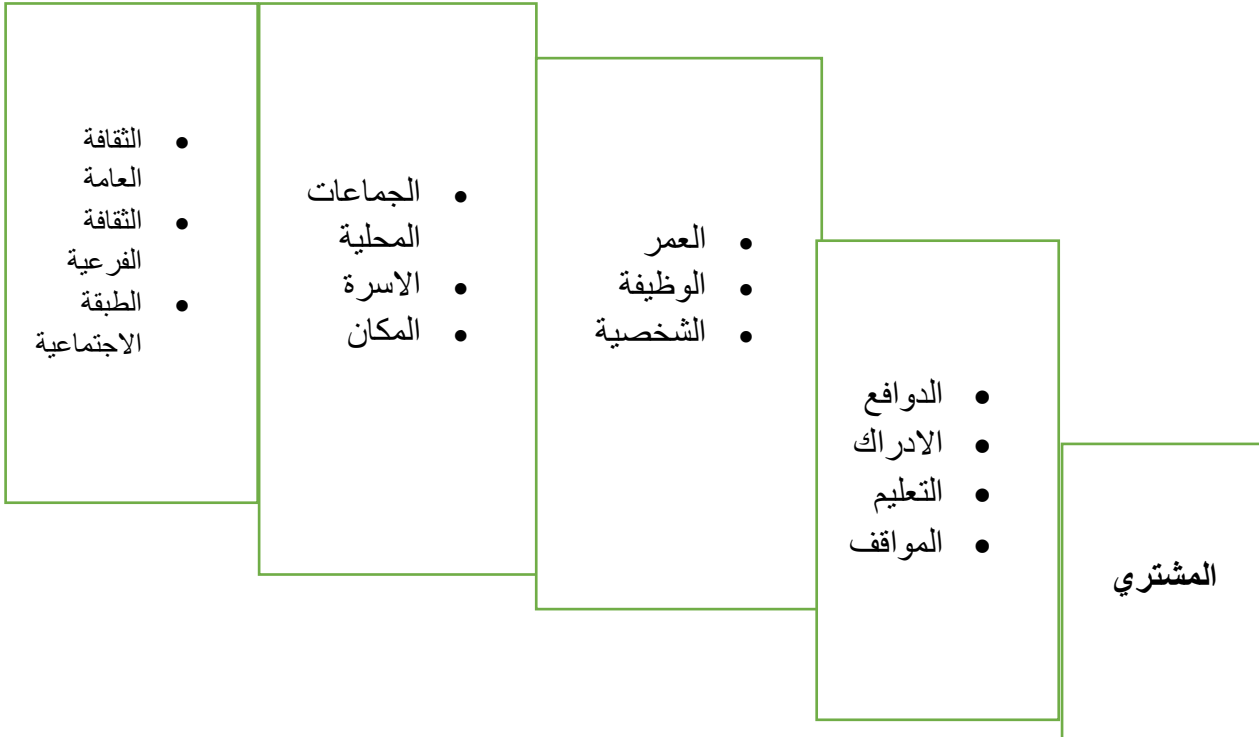 • الثقافة
العامة
• الثقافة
الفرعية
• الطبقة
الاجتماعية
• الجماعات
المحلية
• الاسرة
• المكان
• العمر
• الوظيفة
• الشخصية
• الدوافع
• الادراك
• التعليم
• المواقف
المشتري